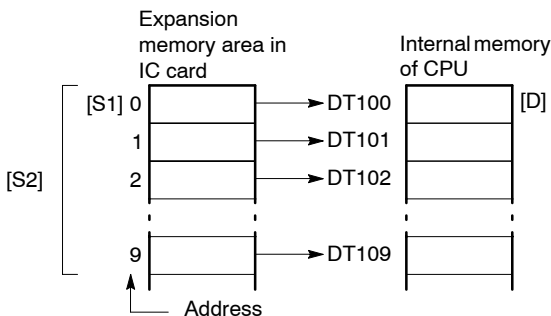 Expansion
memory area in
IC card
Internal memory
of CPU
[S1] 0 DT100 [D]
1 DT101
[S2] 2 DT102
9 DT109
Address